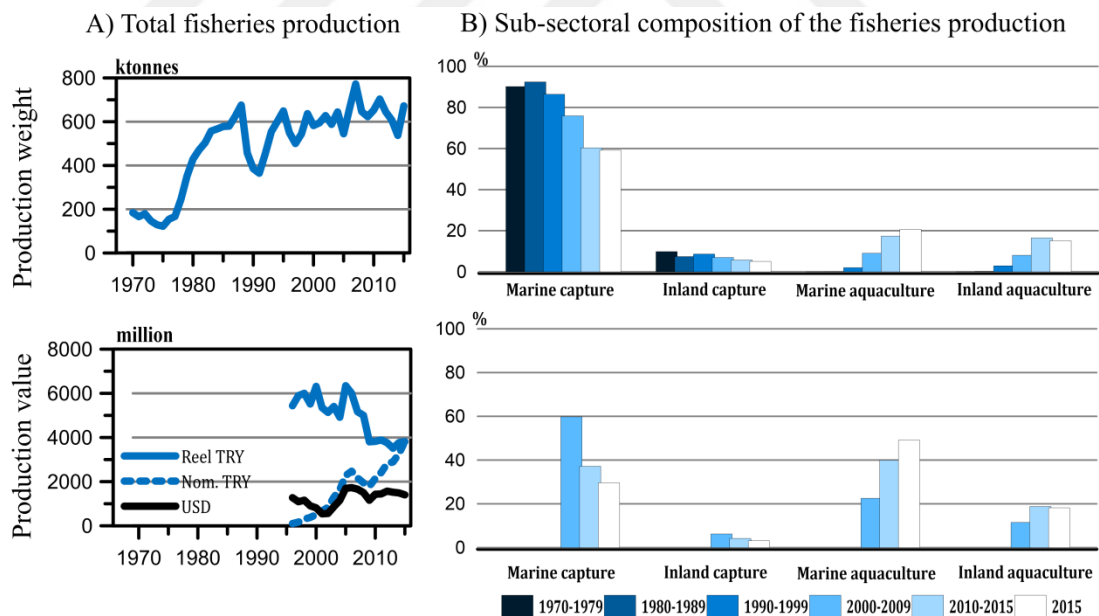 A) Total fisheries production
B) Sub-sectoral composition of the fisheries production
Production weight
ktonnes
800
600
400
200
0
1970 1980 1990 2000 2010
%
100
80
60
40
20
0
Marine capture Inland capture Marine aquaculture Inland aquaculture
Production value
million
8000
6000
4000
2000
0
Reel TRY
Nom. TRY
USD
1970 1980 1990 2000 2010
%
100
80
60
40
20
0
Marine capture Inland capture Marine aquaculture Inland aquaculture
1970-1979 1980-1989 1990-1999 2000-2009 2010-2015 2015